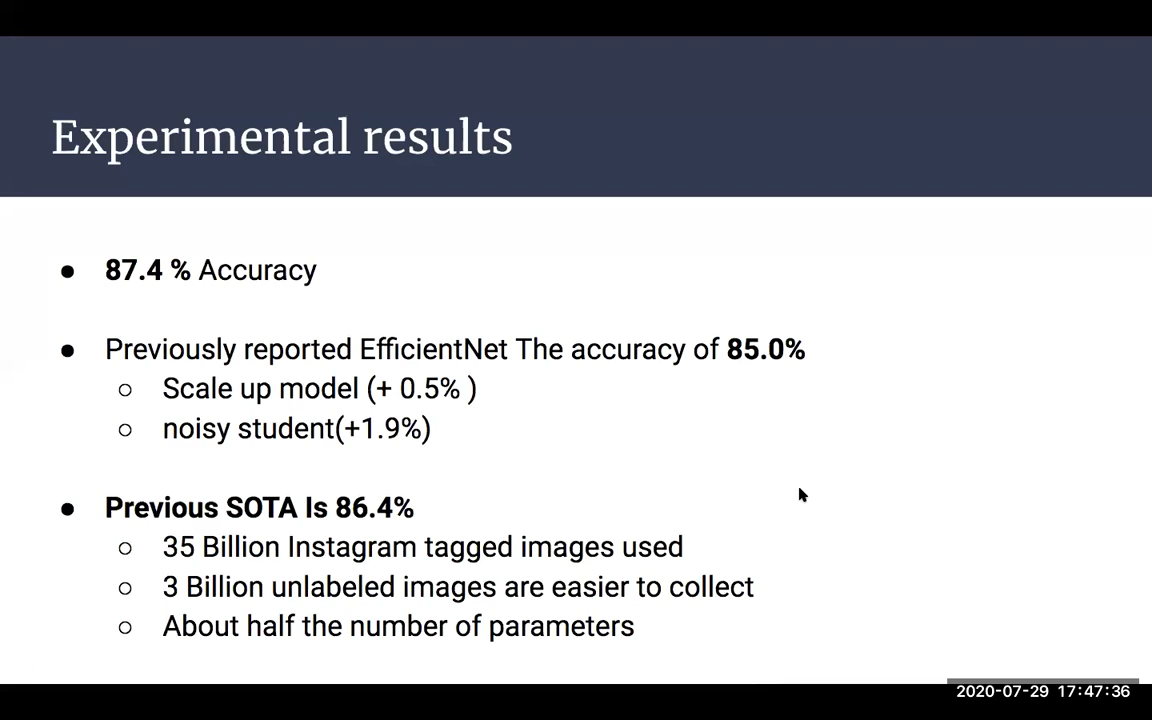 Experimental results
● 87.4 % Accuracy
● Previously reported EfficientNet The accuracy of 85.0%
○ Scale up model (+ 0.5% )
○ noisy student(+1.9%)
● Previous SOTA Is 86.4%
○ 35 Billion Instagram tagged images used
○ 3 Billion unlabeled images are easier to collect
○ About half the number of parameters
2020-07-29 17:47:36